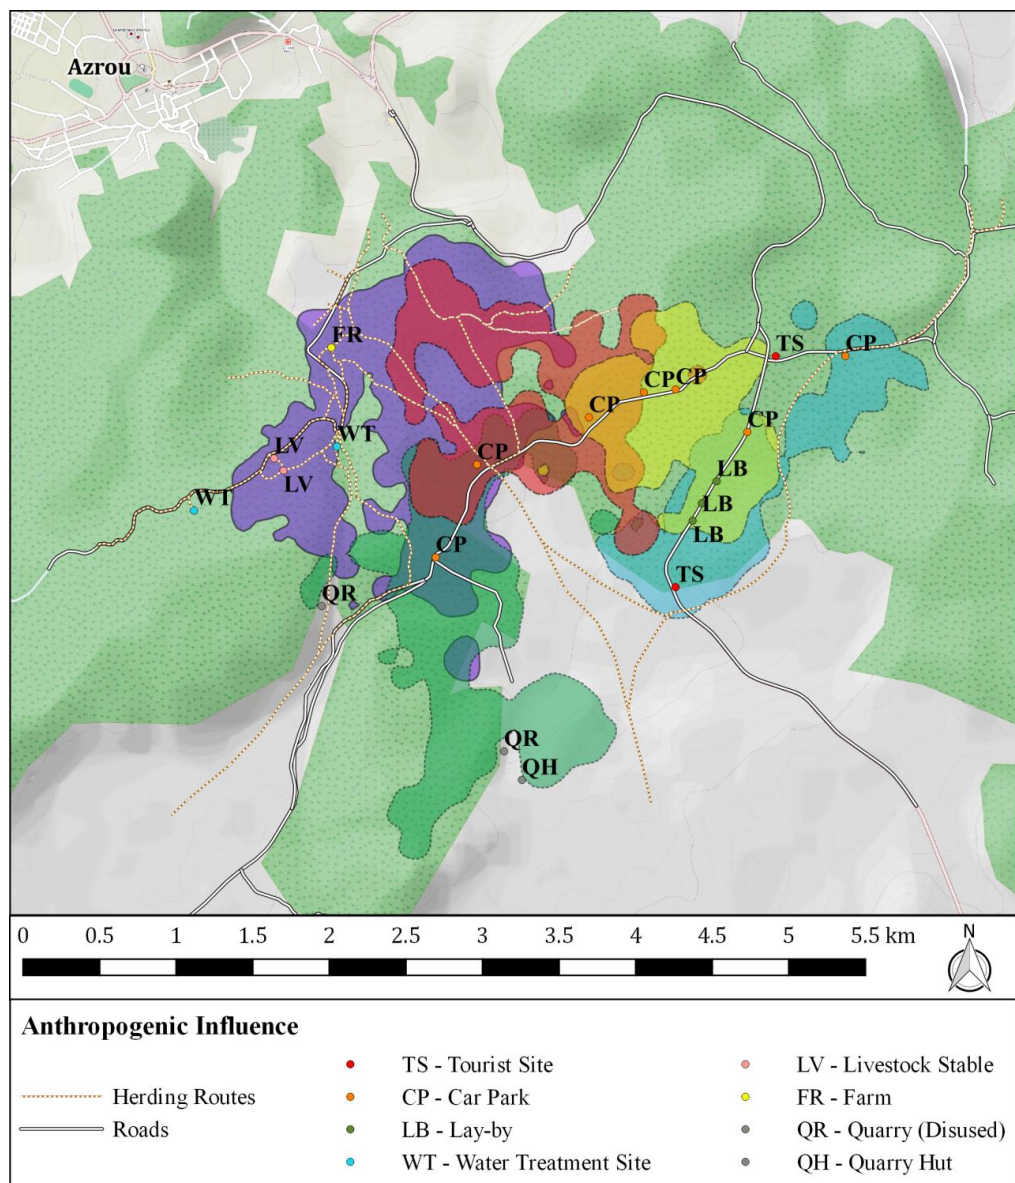 Azrou
FR
TS
CP
CP
CP
CP
CP
LV
WT
CP
LV
LB
WT
LB
LB
CP
TS
QR
QR
QH
0 0.5 1 1.5 2 2.5 3 3.5 4 4.5 5 5.5 km
N
Anthropogenic Influence
Herding Routes
Roads
TS - Tourist Site
CP - Car Park
LB - Lay-by
WT - Water Treatment Site
LV - Livestock Stable
FR - Farm
QR - Quarry (Disused)
QH - Quarry Hut